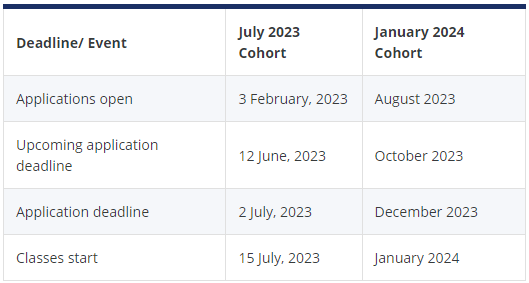 Deadline/ Event
July 2023
Cohort
January 2024
Cohort
Applications open
3 February, 2023
August 2023
Upcoming application
deadline
12 June, 2023
October 2023
Application deadline
2 July, 2023
December 2023
Classes start
15 July, 2023
January 2024